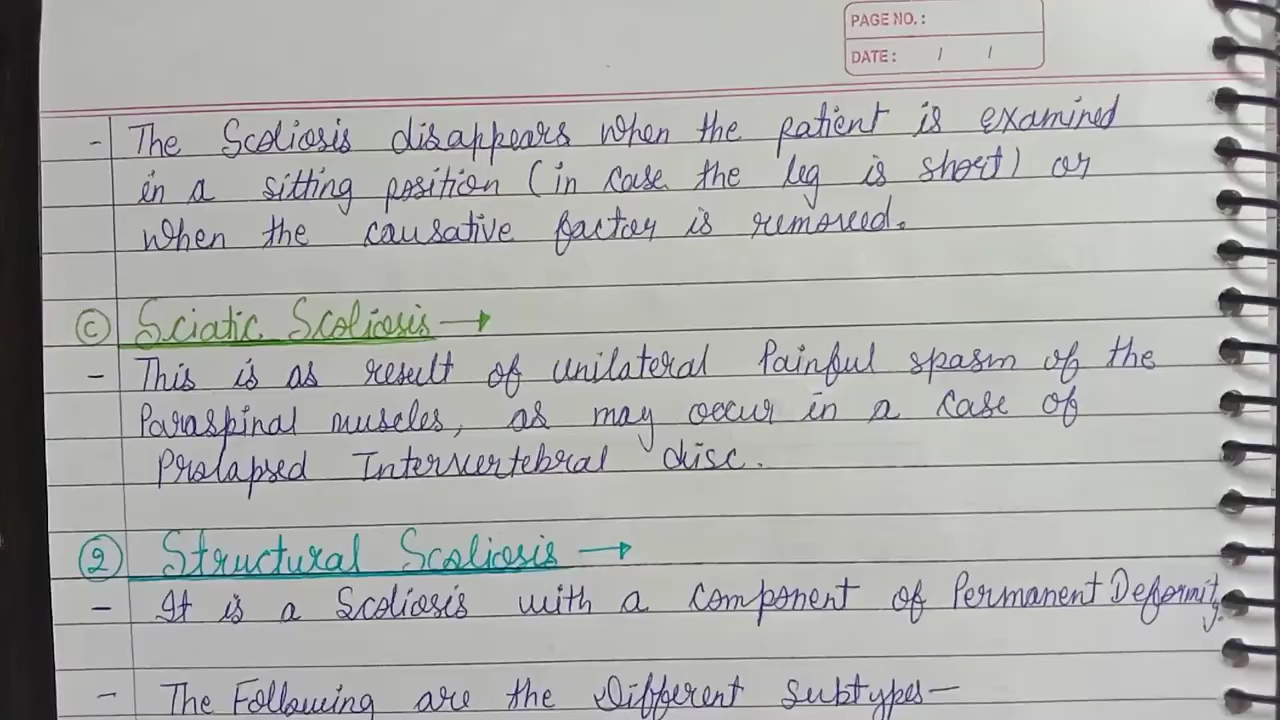 PAGE NO.:
DATE: / /
- The Scoliosis disappears when the patient is examined
in a sitting position (in case the leg is short) or
when the causative factor is removed.
(c) Sciatic Scoliosis →
- This is as result of unilateral Painful spasm of the
Paraspinal muscles, as may occur in a case of
Prolapsed Intervertebral disc.
(2) Structural Scoliosis →
- It is a Scoliosis with a component of Permanent Deformity.
- The Following are the Different Subtypes—